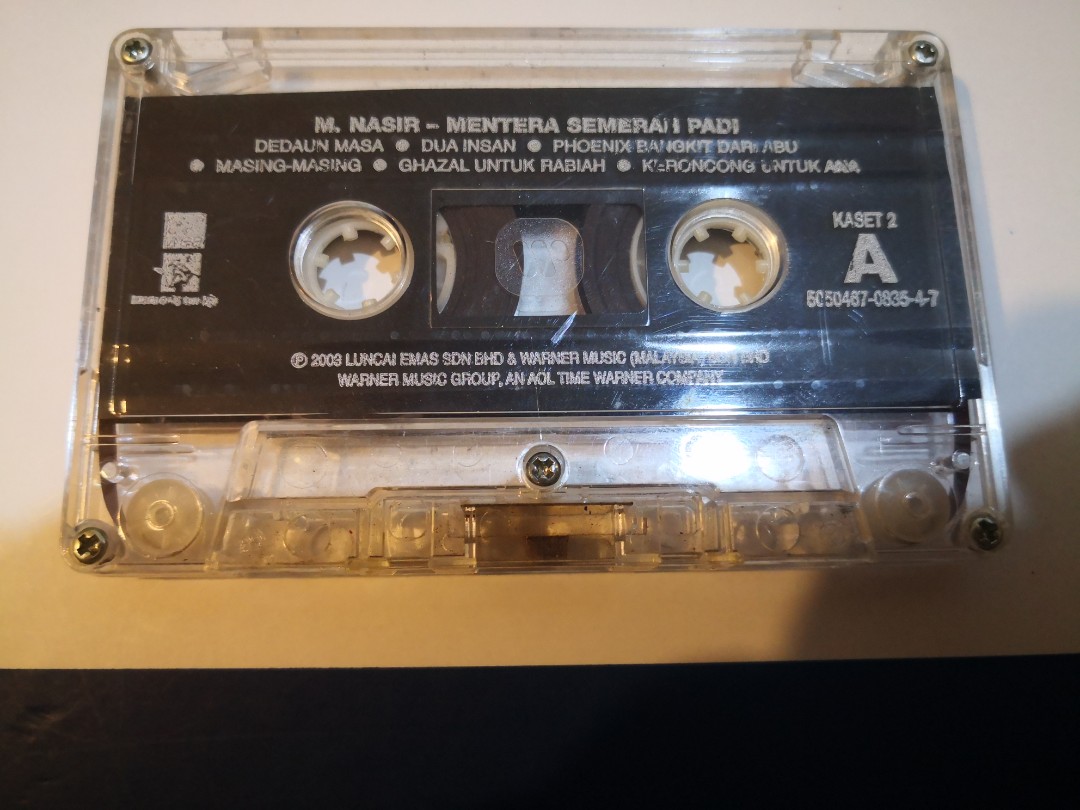 M. NASIR - MENTERA SEMERAH PADI
DEDAUN MASA ● DUA INSAN ● PHOENIX BANGKIT DARI ABU
● MASING-MASING ● GHAZAL UNTUK RABIAH ● KERONCONG UNTUK ANA
KASET 2
A
5050467-0835-4-7
℗ 2003 LUNCAI EMAS SDN BHD & WARNER MUSIC (MALAYSIA) SDN BHD
WARNER MUSIC GROUP, AN AOL TIME WARNER COMPANY